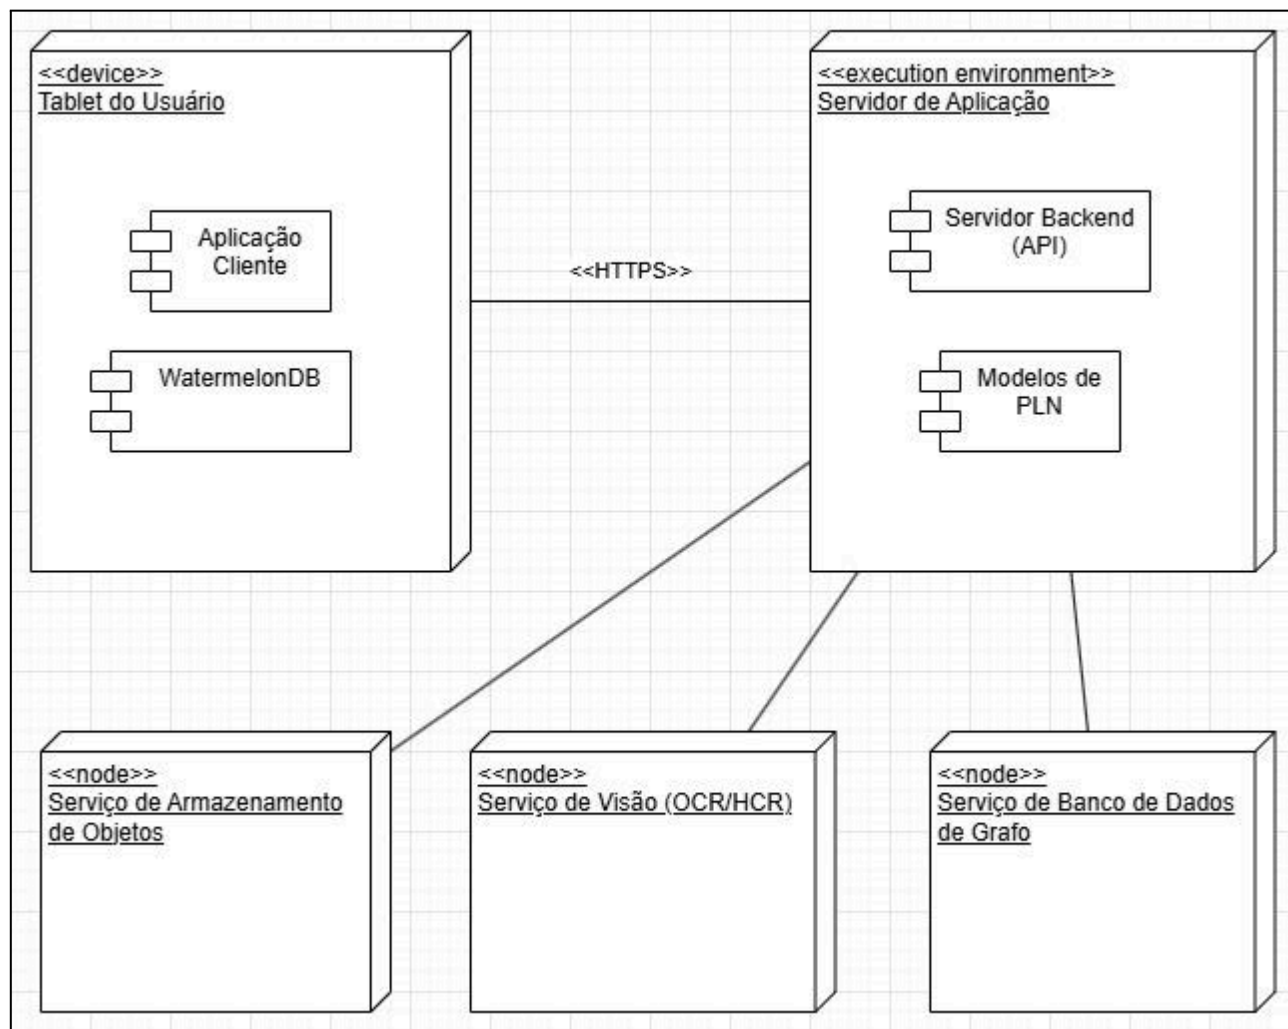 <<device>>
Tablet do Usuário
Aplicação
Cliente
WatermelonDB
<<HTTPS>>
<<execution environment>>
Servidor de Aplicação
Servidor Backend
(API)
Modelos de
PLN
<<node>>
Serviço de Armazenamento
de Objetos
<<node>>
Serviço de Visão (OCR/HCR)
<<node>>
Serviço de Banco de Dados
de Grafo